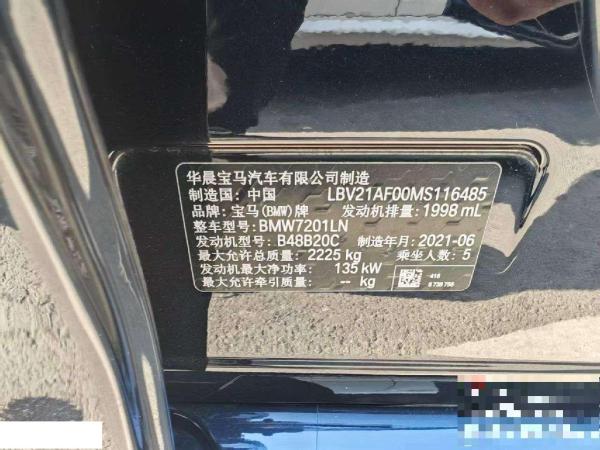 华晨宝马汽车有限公司制造
制造国：中国 LBV21AF00MS116485
品牌：宝马(BMW)牌 发动机排量：1998 mL
整车型号：BMW7201LN
发动机型号：B48B20C 制造年月：2021-06
最大允许总质量：2225 kg 乘坐人数：5
发动机最大净功率：135 kW
最大允许牵引质量：-- kg
-416
8 739 756